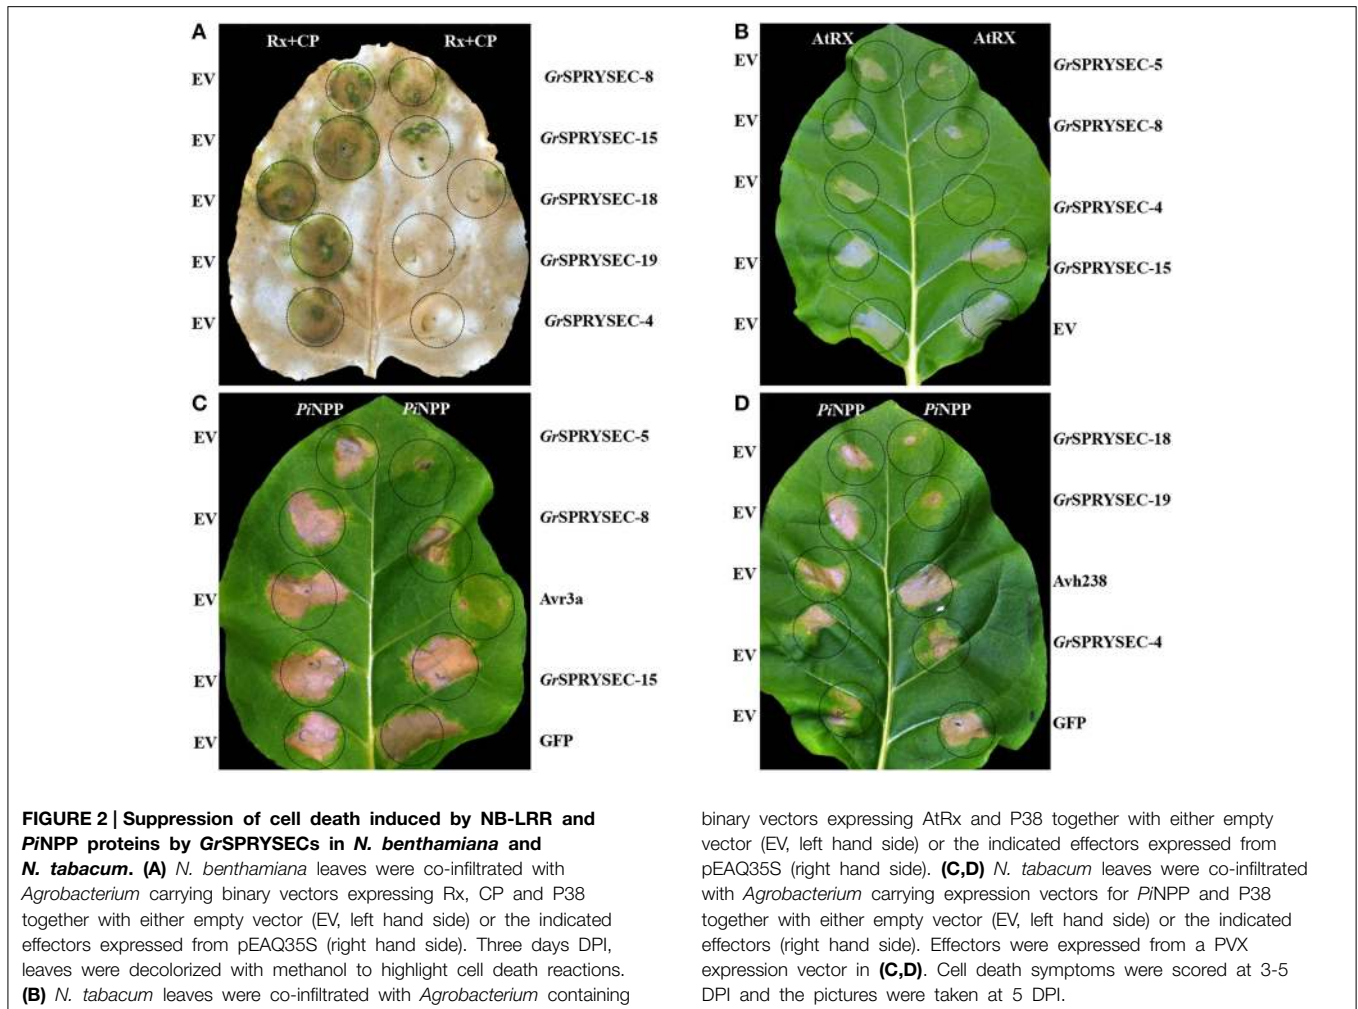 A
Rx+CP
Rx+CP
EV
GrSPRYSEC-8
EV
GrSPRYSEC-15
EV
GrSPRYSEC-18
EV
GrSPRYSEC-19
EV
GrSPRYSEC-4
B
AtRX
AtRX
EV
GrSPRYSEC-5
EV
GrSPRYSEC-8
EV
GrSPRYSEC-4
EV
GrSPRYSEC-15
EV
EV
C
PiNPP
PiNPP
EV
GrSPRYSEC-5
EV
GrSPRYSEC-8
EV
Avr3a
EV
GrSPRYSEC-15
EV
GFP
D
PiNPP
PiNPP
EV
GrSPRYSEC-18
EV
GrSPRYSEC-19
EV
Avh238
EV
GrSPRYSEC-4
EV
GFP
FIGURE 2 | Suppression of cell death induced by NB-LRR and
PiNPP proteins by GrSPRYSECs in N. benthamiana and
N. tabacum. (A) N. benthamiana leaves were co-infiltrated with
Agrobacterium carrying binary vectors expressing Rx, CP and P38
together with either empty vector (EV, left hand side) or the indicated
effectors expressed from pEAQ35S (right hand side). Three days DPI,
leaves were decolorized with methanol to highlight cell death reactions.
(B) N. tabacum leaves were co-infiltrated with Agrobacterium containing
binary vectors expressing AtRx and P38 together with either empty
vector (EV, left hand side) or the indicated effectors expressed from
pEAQ35S (right hand side). (C,D) N. tabacum leaves were co-infiltrated
with Agrobacterium carrying expression vectors for PiNPP and P38
together with either empty vector (EV, left hand side) or the indicated
effectors (right hand side). Effectors were expressed from a PVX
expression vector in (C,D). Cell death symptoms were scored at 3-5
DPI and the pictures were taken at 5 DPI.